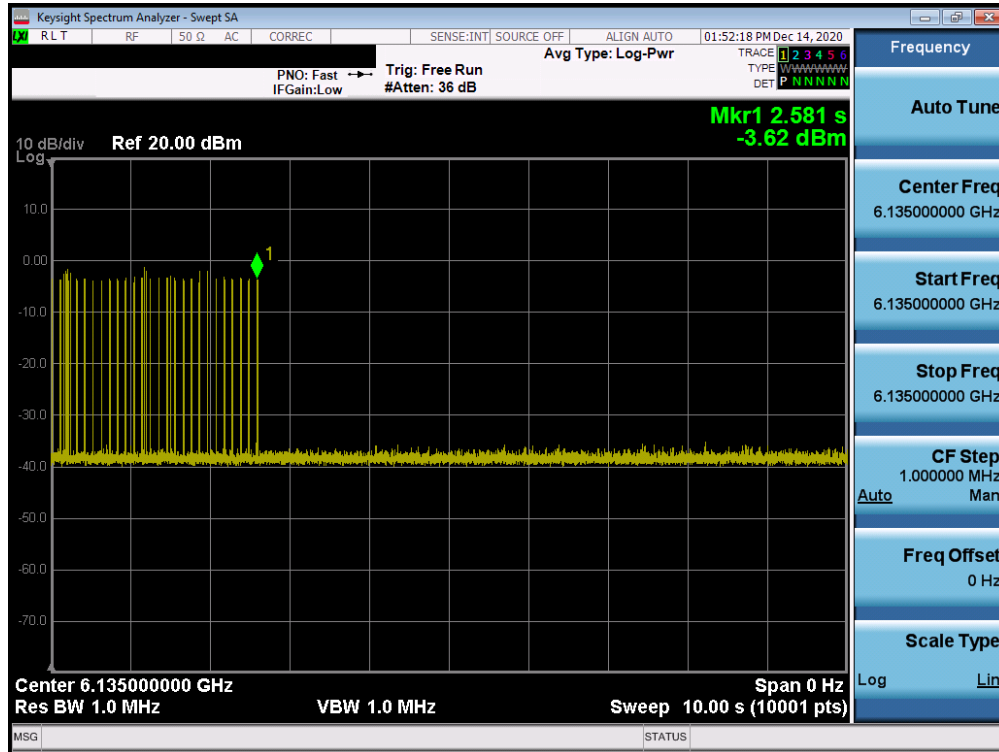 Keysight Spectrum Analyzer - Swept SA
LXI RLT RF 50 Ω AC CORREC SENSE:INT SOURCE OFF ALIGN AUTO 01:52:18 PM Dec 14, 2020
Frequency
PNO: Fast
IFGain:Low
Trig: Free Run
#Atten: 36 dB
Avg Type: Log-Pwr
TRACE 1 2 3 4 5 6
TYPE WWWWWW
DET P N N N N N
Mkr1 2.581 s
-3.62 dBm
10 dB/div Ref 20.00 dBm
Log
1
10.0
0.00
-10.0
-20.0
-30.0
-40.0
-50.0
-60.0
-70.0
Center 6.135000000 GHz Span 0 Hz
Res BW 1.0 MHz VBW 1.0 MHz Sweep 10.00 s (10001 pts)
MSG STATUS
Auto Tune
Center Freq
6.135000000 GHz
Start Freq
6.135000000 GHz
Stop Freq
6.135000000 GHz
CF Step
1.000000 MHz
Auto Man
Freq Offset
0 Hz
Scale Type
Log Lin